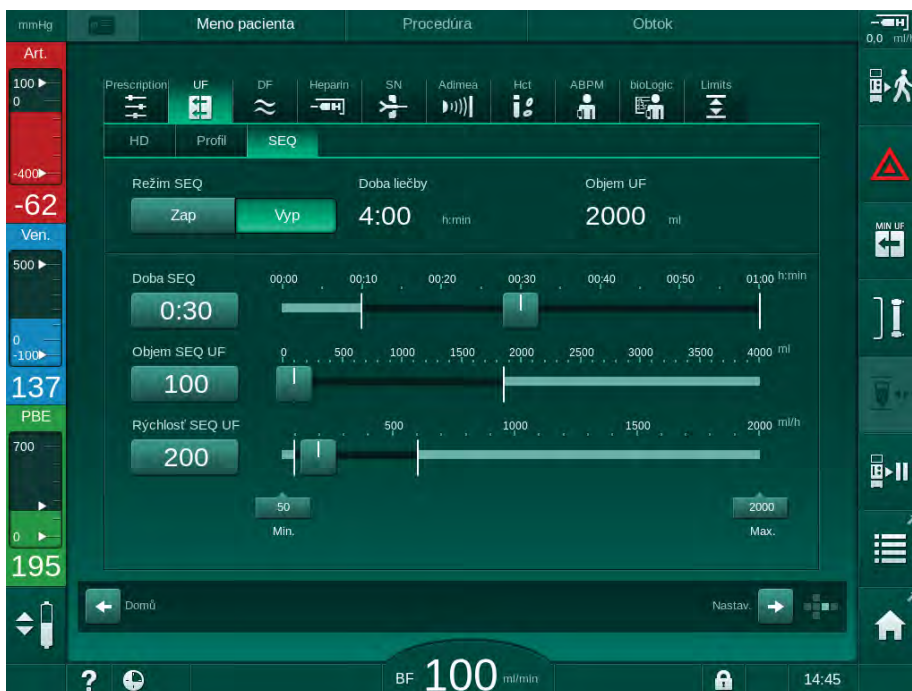 mmHg Meno pacienta Procedúra Obtok
0,0 ml/h
Art.
100
0
-400
-62
Ven.
500
0
-100
137
PBE
700
0
195
Prescription UF DF Heparin SN Adimea Hct ABPM bioLogic Limits
HD Profil SEQ
Režim SEQ Doba liečby Objem UF
Zap Vyp 4:00 h:min 2000 ml
Doba SEQ 00:00 00:10 00:20 00:30 00:40 00:50 01:00 h:min
0:30
Objem SEQ UF 0 500 1000 1500 2000 2500 3000 3500 4000 ml
100
Rýchlosť SEQ UF 500 1000 1500 2000 ml/h
200
50 2000
Min. Max.
Domů Nastav.
MIN UF
? BF 100 ml/min 14:45